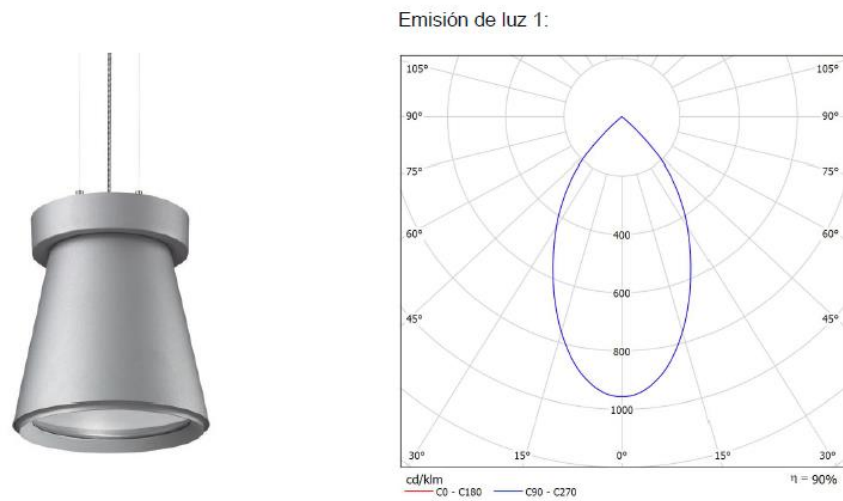 Emisión de luz 1:
105° 105°
90° 90°
75° 75°
60° 60°
400
45° 600 45°
800
1000
30° 15° 0° 15° 30°
cd/klm η = 90%
C0 - C180 C90 - C270